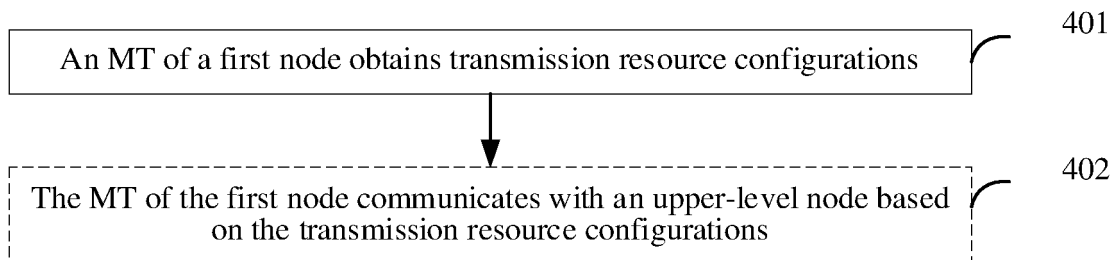 401
An MT of a first node obtains transmission resource configurations
402
The MT of the first node communicates with an upper-level node based
on the transmission resource configurations